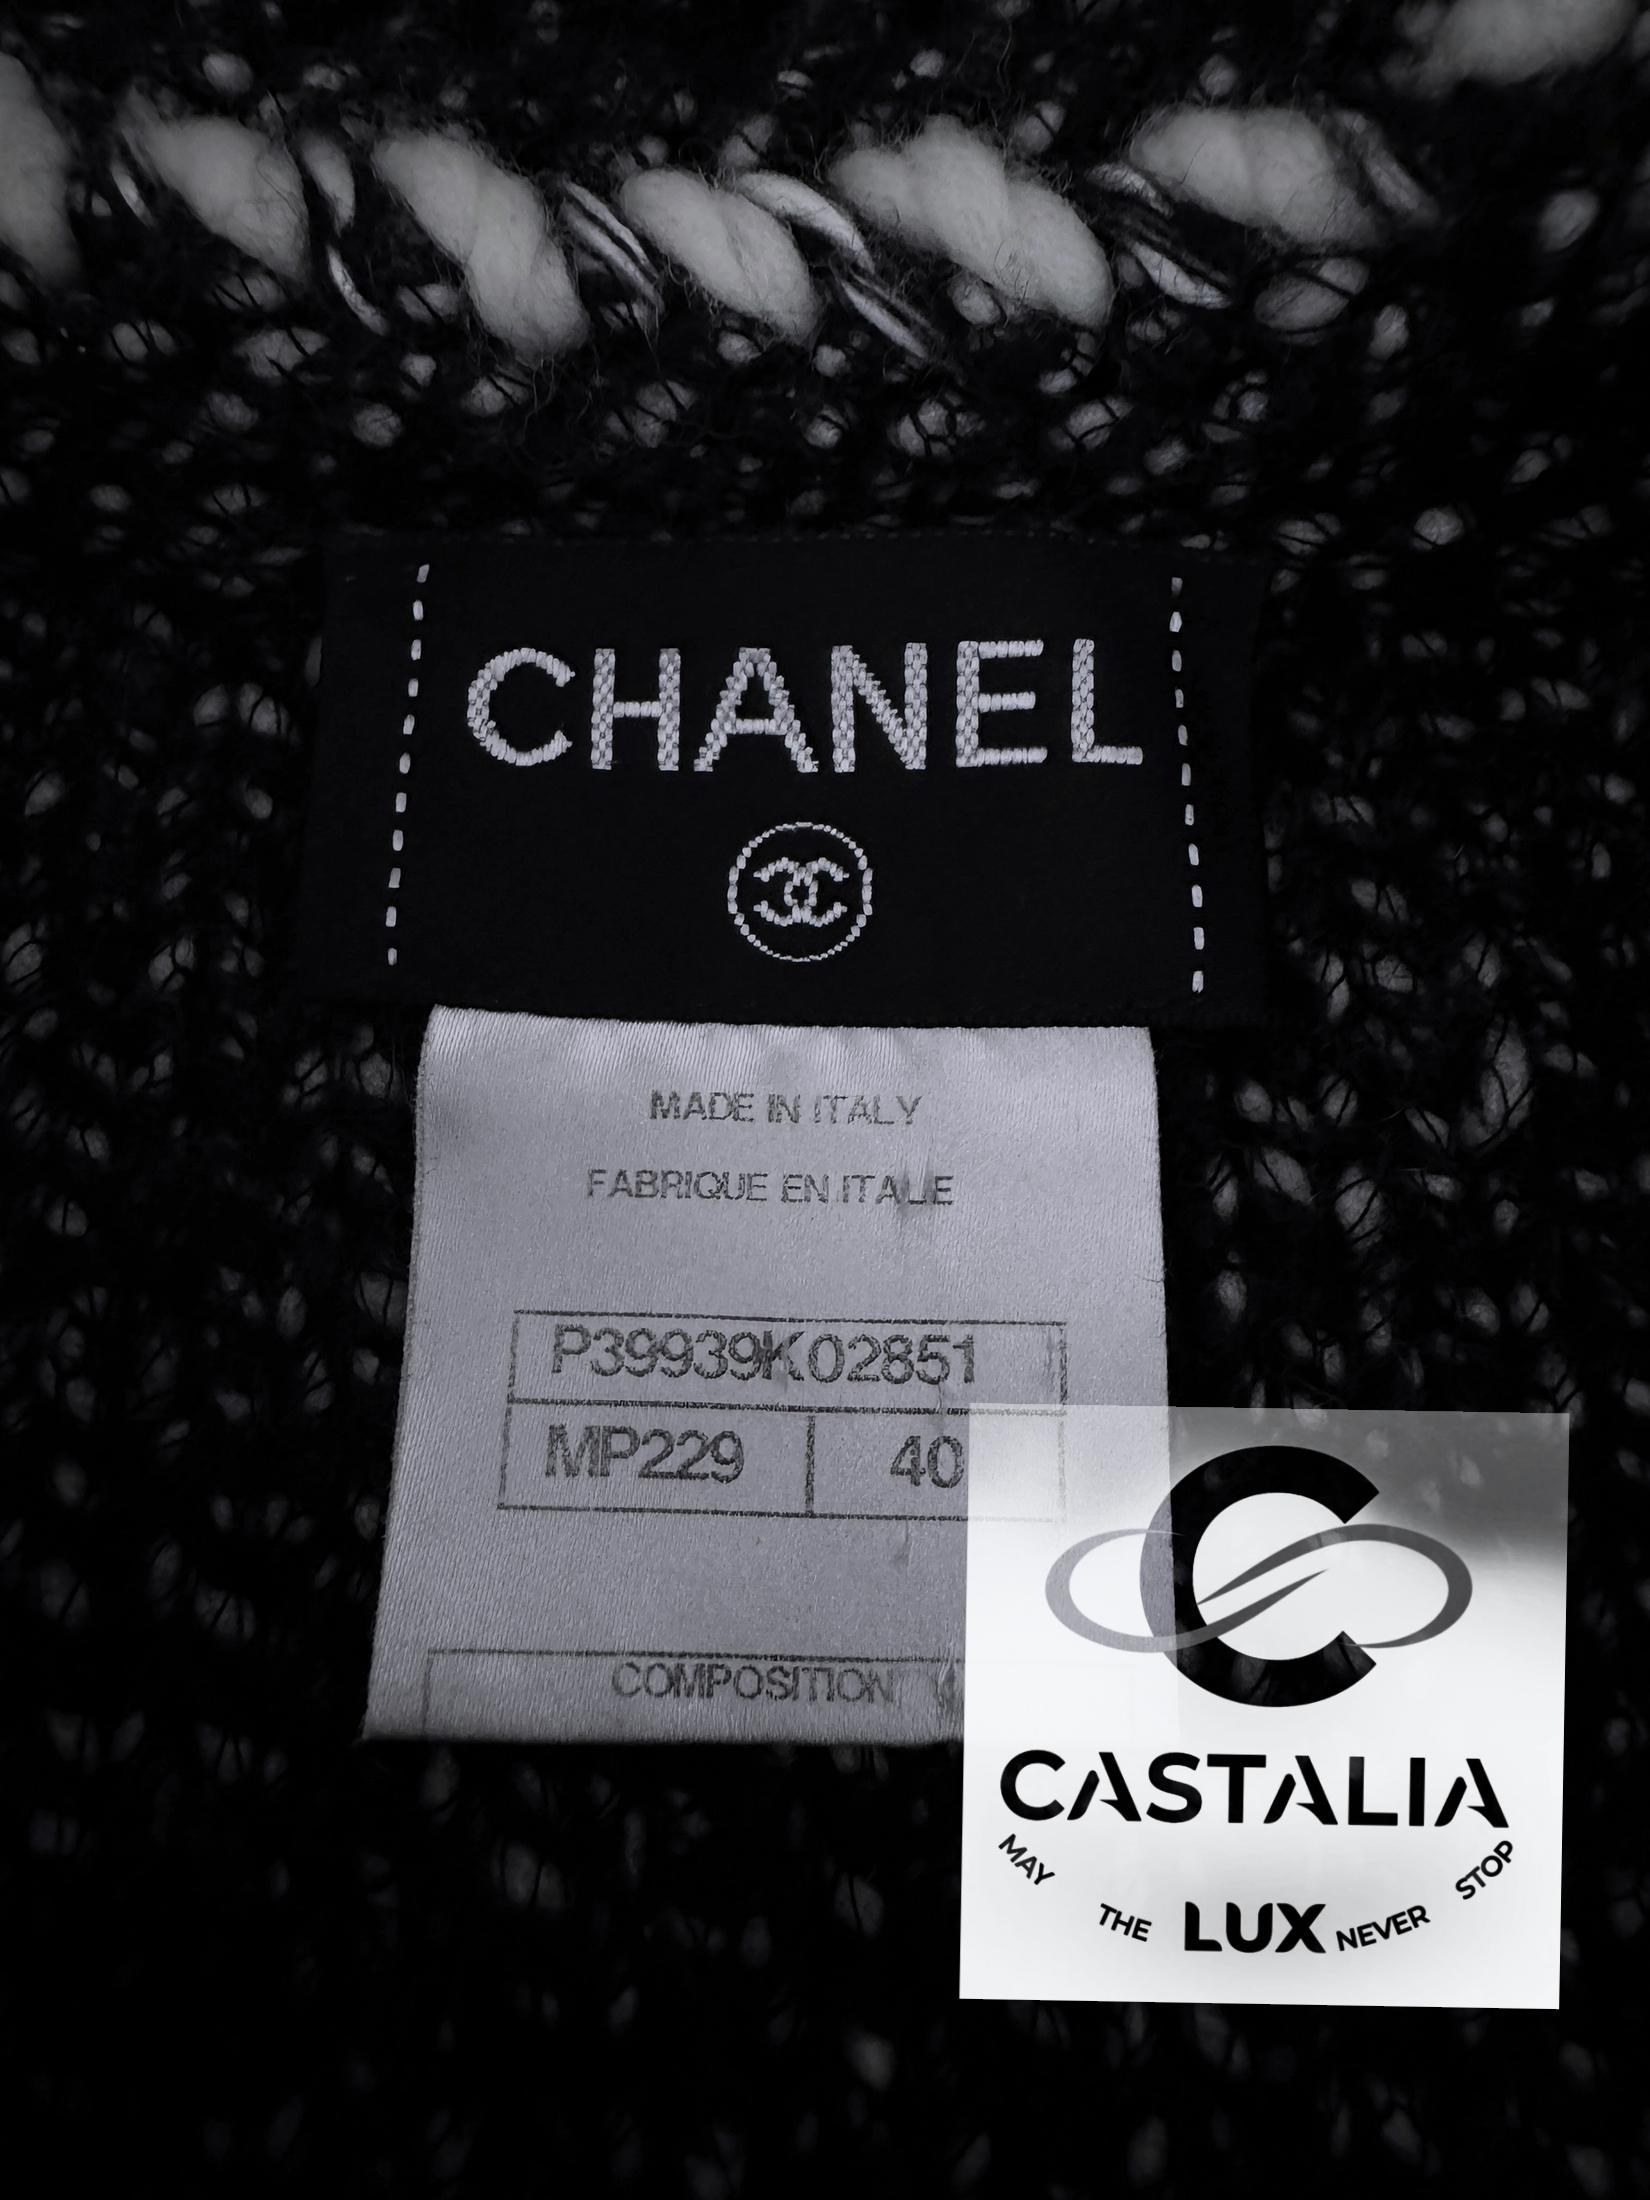 CHANEL
MADE IN ITALY
FABRIQUE EN ITALIE
P39939K02851
MP229 40
COMPOSITION
CASTALIA
MAY THE LUX NEVER STOP